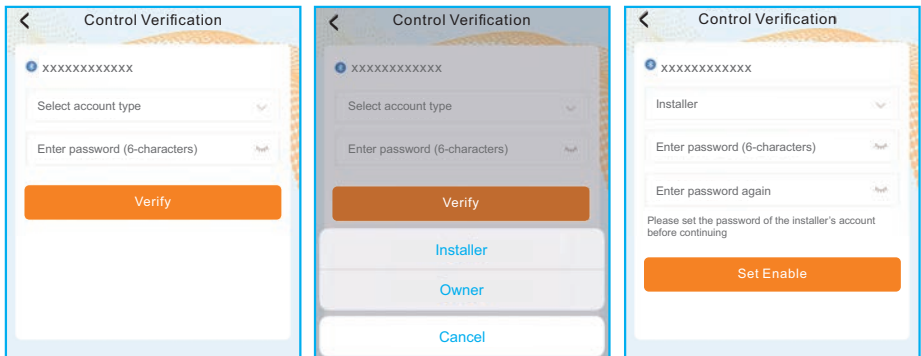 Control Verification
xxxxxxxxxxxx
Select account type
Enter password (6-characters)
Verify
Control Verification
xxxxxxxxxxxx
Select account type
Enter password (6-characters)
Verify
Installer
Owner
Cancel
Control Verification
xxxxxxxxxxxx
Installer
Enter password (6-characters)
Enter password again
Please set the password of the installer's account
before continuing
Set Enable